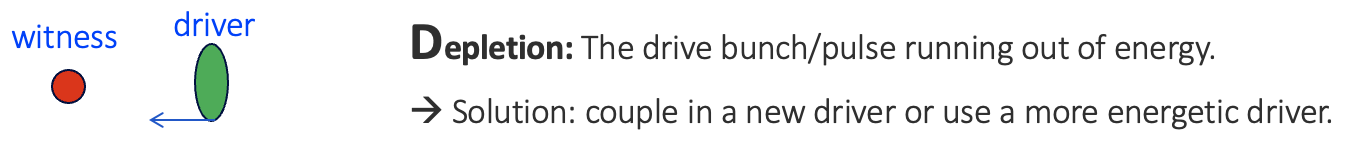 witness
driver
Depletion: The drive bunch/pulse running out of energy.
→ Solution: couple in a new driver or use a more energetic driver.